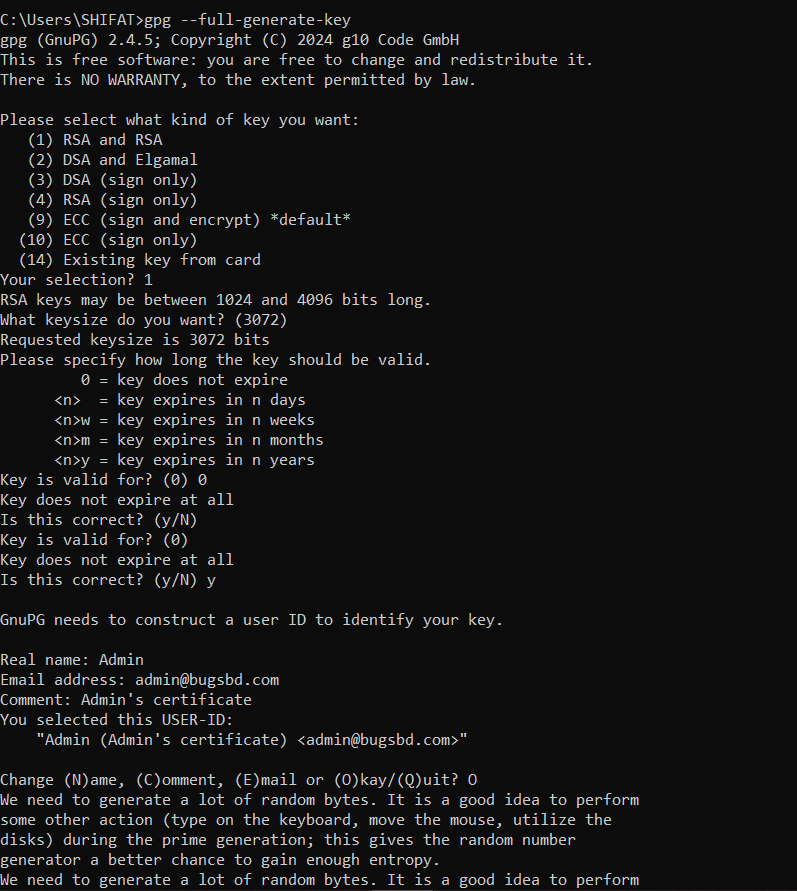 C:\Users\SHIFAT>gpg --full-generate-key
gpg (GnuPG) 2.4.5; Copyright (C) 2024 g10 Code GmbH
This is free software: you are free to change and redistribute it.
There is NO WARRANTY, to the extent permitted by law.
Please select what kind of key you want:
(1) RSA and RSA
(2) DSA and Elgamal
(3) DSA (sign only)
(4) RSA (sign only)
(9) ECC (sign and encrypt) *default*
(10) ECC (sign only)
(14) Existing key from card
Your selection? 1
RSA keys may be between 1024 and 4096 bits long.
What keysize do you want? (3072)
Requested keysize is 3072 bits
Please specify how long the key should be valid.
0 = key does not expire
<n>  = key expires in n days
<n>w = key expires in n weeks
<n>m = key expires in n months
<n>y = key expires in n years
Key is valid for? (0) 0
Key does not expire at all
Is this correct? (y/N)
Key is valid for? (0)
Key does not expire at all
Is this correct? (y/N) y
GnuPG needs to construct a user ID to identify your key.
Real name: Admin
Email address: admin@bugsbd.com
Comment: Admin's certificate
You selected this USER-ID:
"Admin (Admin's certificate) <admin@bugsbd.com>"
Change (N)ame, (C)omment, (E)mail or (O)kay/(Q)uit? O
We need to generate a lot of random bytes. It is a good idea to perform
some other action (type on the keyboard, move the mouse, utilize the
disks) during the prime generation; this gives the random number
generator a better chance to gain enough entropy.
We need to generate a lot of random bytes. It is a good idea to perform